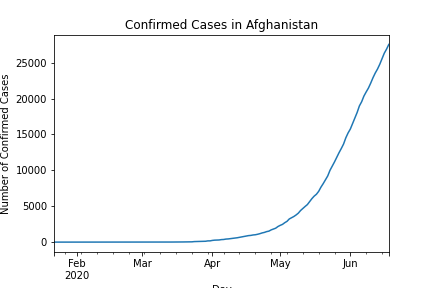 Confirmed Cases in Afghanistan
Number of Confirmed Cases
25000
20000
15000
10000
5000
0
Feb Mar Apr May Jun
2020